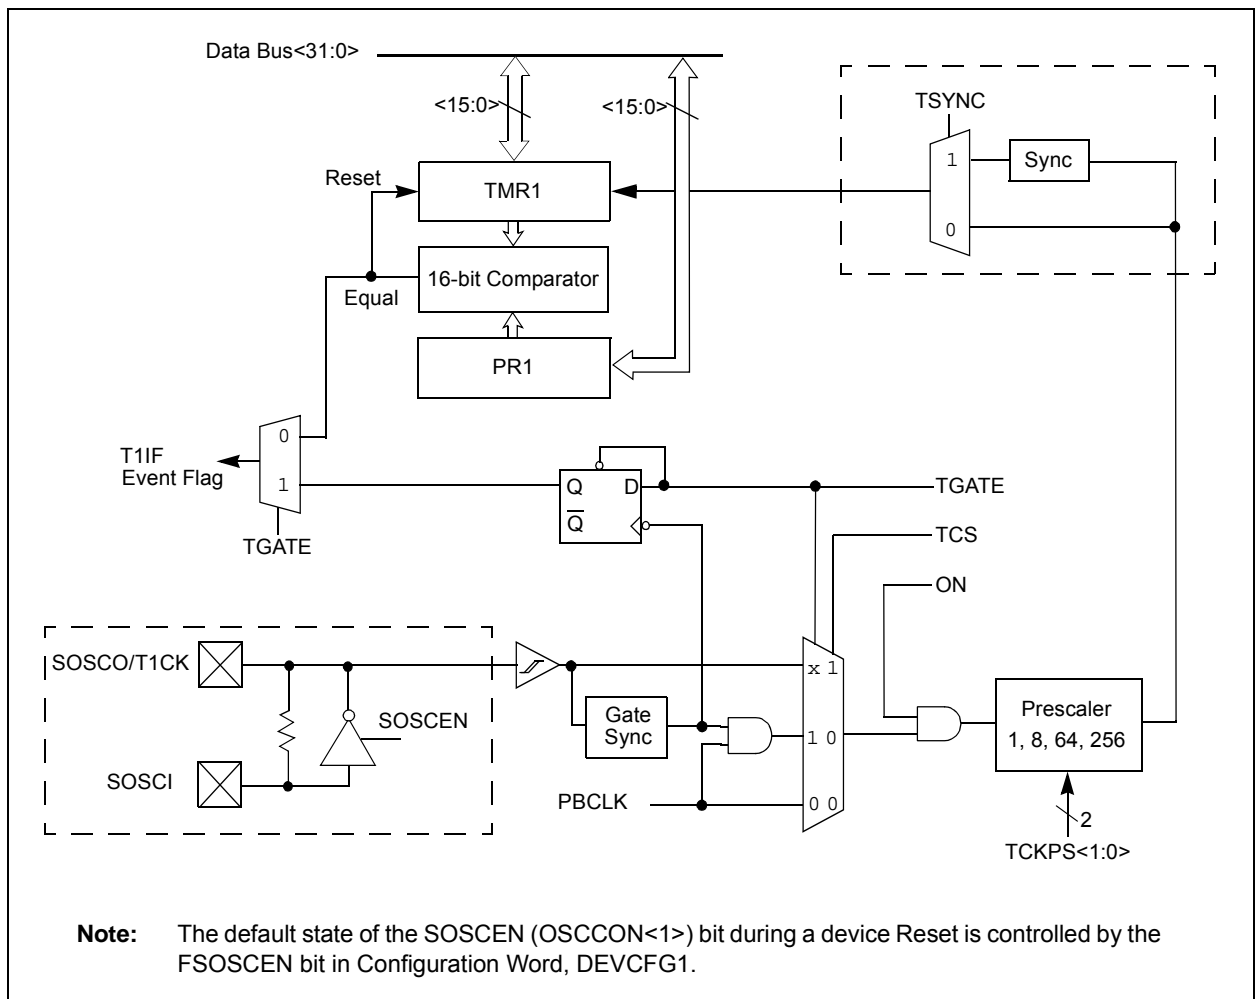 Data Bus<31:0>
<15:0>
<15:0>
TSYNC
1
Sync
0
Reset
TMR1
16-bit Comparator
Equal
PR1
0
T1IF
Event Flag
1
TGATE
Q
D
Q
TGATE
TCS
ON
SOSCO/T1CK
SOSCEN
SOSCI
x 1
Gate
Sync
1 0
PBCLK
0 0
Prescaler
1, 8, 64, 256
2
TCKPS<1:0>
Note: The default state of the SOSCEN (OSCCON<1>) bit during a device Reset is controlled by the
FSOSCEN bit in Configuration Word, DEVCFG1.